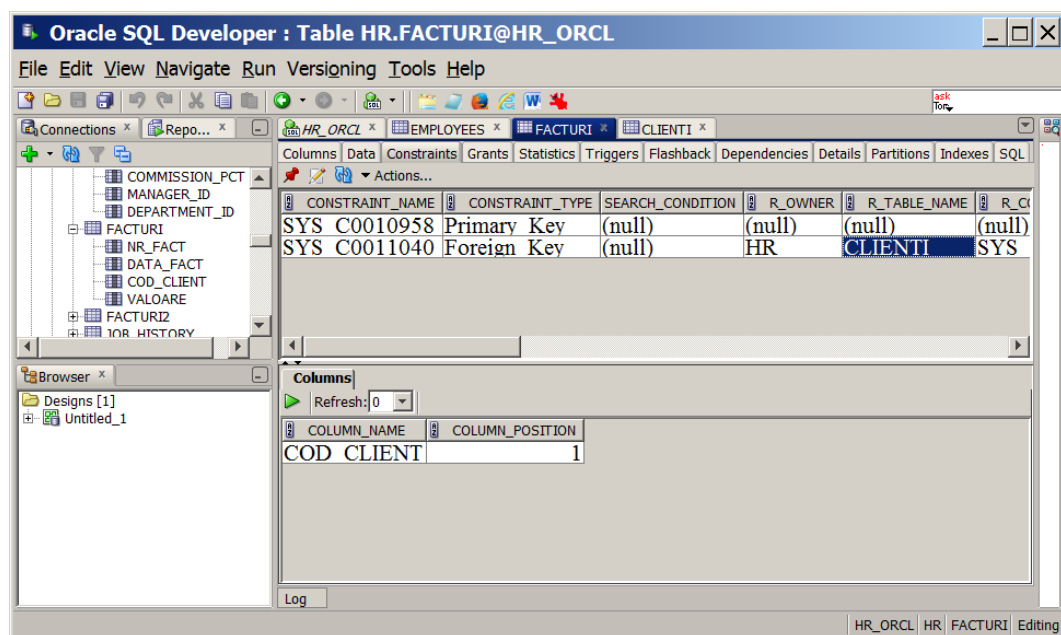 Oracle SQL Developer : Table HR.FACTURI@HR_ORCL
File Edit View Navigate Run Versioning Tools Help
ask
Tom
Connections x Repo... x
HR_ORCL x EMPLOYEES x FACTURI x CLIENTI x
Columns Data Constraints Grants Statistics Triggers Flashback Dependencies Details Partitions Indexes SQL
Actions...
COMMISSION_PCT
MANAGER_ID
DEPARTMENT_ID
FACTURI
NR_FACT
DATA_FACT
COD_CLIENT
VALOARE
FACTURI2
JOB_HISTORY
CONSTRAINT_NAME CONSTRAINT_TYPE SEARCH_CONDITION R_OWNER R_TABLE_NAME
SYS_C0010958 Primary_Key (null) (null) (null) (null)
SYS_C0011040 Foreign_Key (null) HR CLIENTI SYS
Browser x
Designs [1]
Untitled_1
Columns
Refresh: 0
COLUMN_NAME COLUMN_POSITION
COD_CLIENT 1
Log
HR_ORCL HR FACTURI Editing